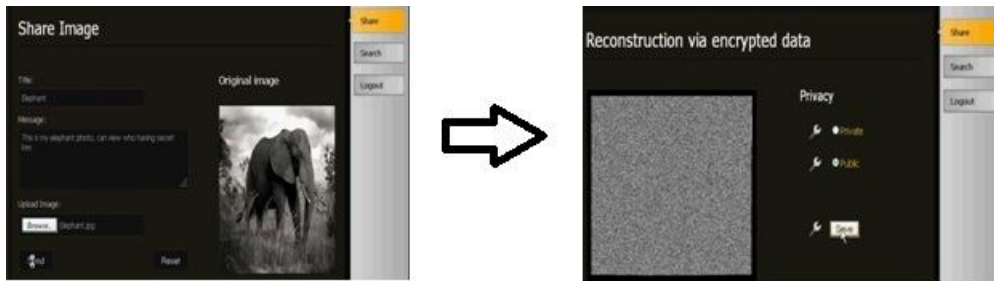 Share Image
Title:
Elephant
Message:
This is my elephant photo, can view who having secret
key
Upload Image:
Browse_ Elephant.jpg
Reset
Original image
Share
Search
Logout
Reconstruction via encrypted data
Privacy
Private
Public
Save
Share
Search
Logout